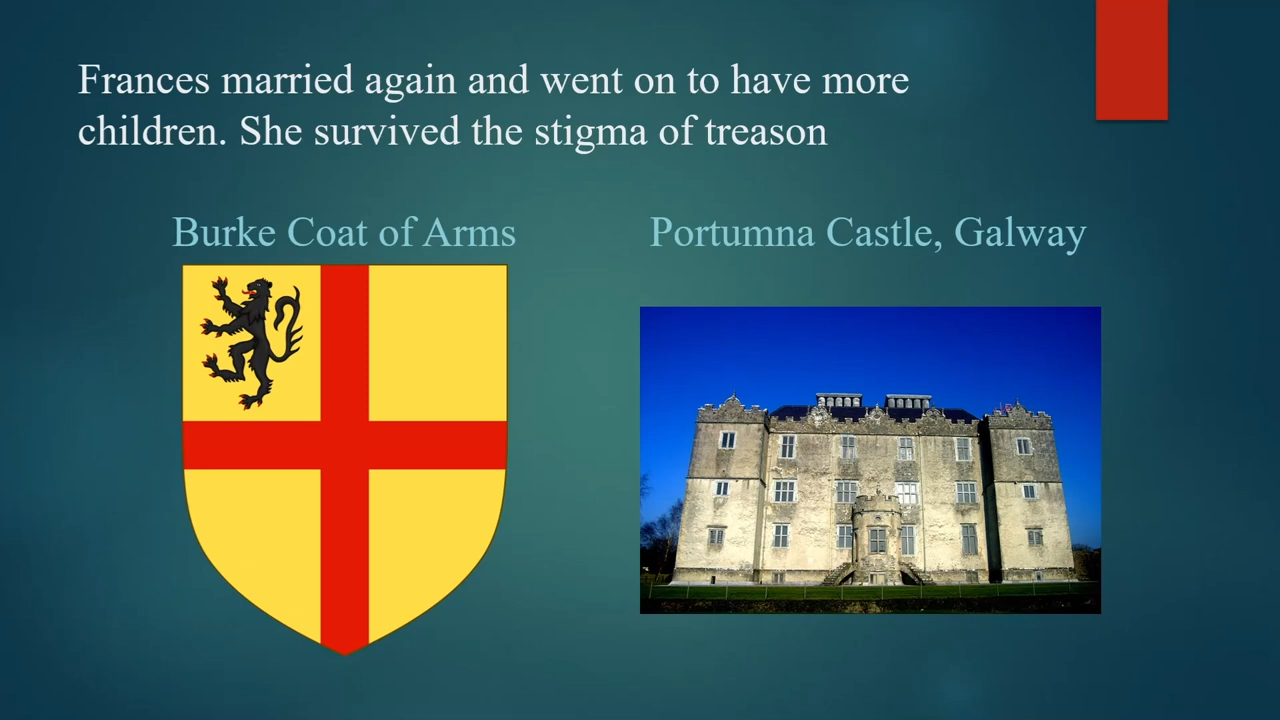 Frances married again and went on to have more
children. She survived the stigma of treason
Burke Coat of Arms
Portumna Castle, Galway